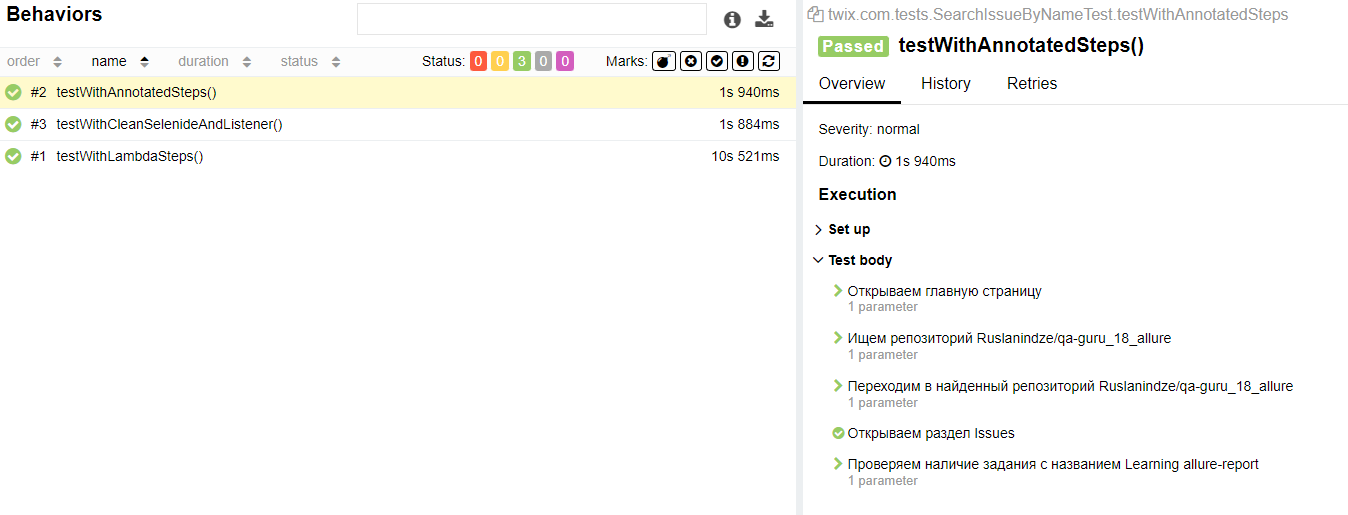 Behaviors
order name duration status Status: 0 0 3 0 0 Marks:
#2 testWithAnnotatedSteps() 1s 940ms
#3 testWithCleanSelenideAndListener() 1s 884ms
#1 testWithLambdaSteps() 10s 521ms
twix.com.tests.SearchIssueByNameTest.testWithAnnotatedSteps
Passed testWithAnnotatedSteps()
Overview History Retries
Severity: normal
Duration: 1s 940ms
Execution
Set up
Test body
Открываем главную страницу
1 parameter
Ищем репозиторий Ruslanindze/qa-guru_18_allure
1 parameter
Переходим в найденный репозиторий Ruslanindze/qa-guru_18_allure
1 parameter
Открываем раздел Issues
Проверяем наличие задания с названием Learning allure-report
1 parameter